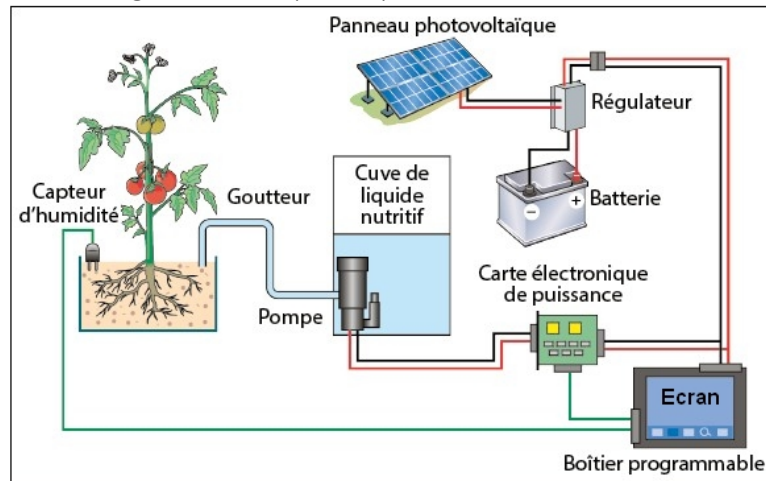 Panneau photovoltaïque
Régulateur
Capteur
d'humidité
Goutteur
Cuve de
liquide
nutritif
Batterie
− +
Carte électronique
de puissance
Pompe
Ecran
Boîtier programmable